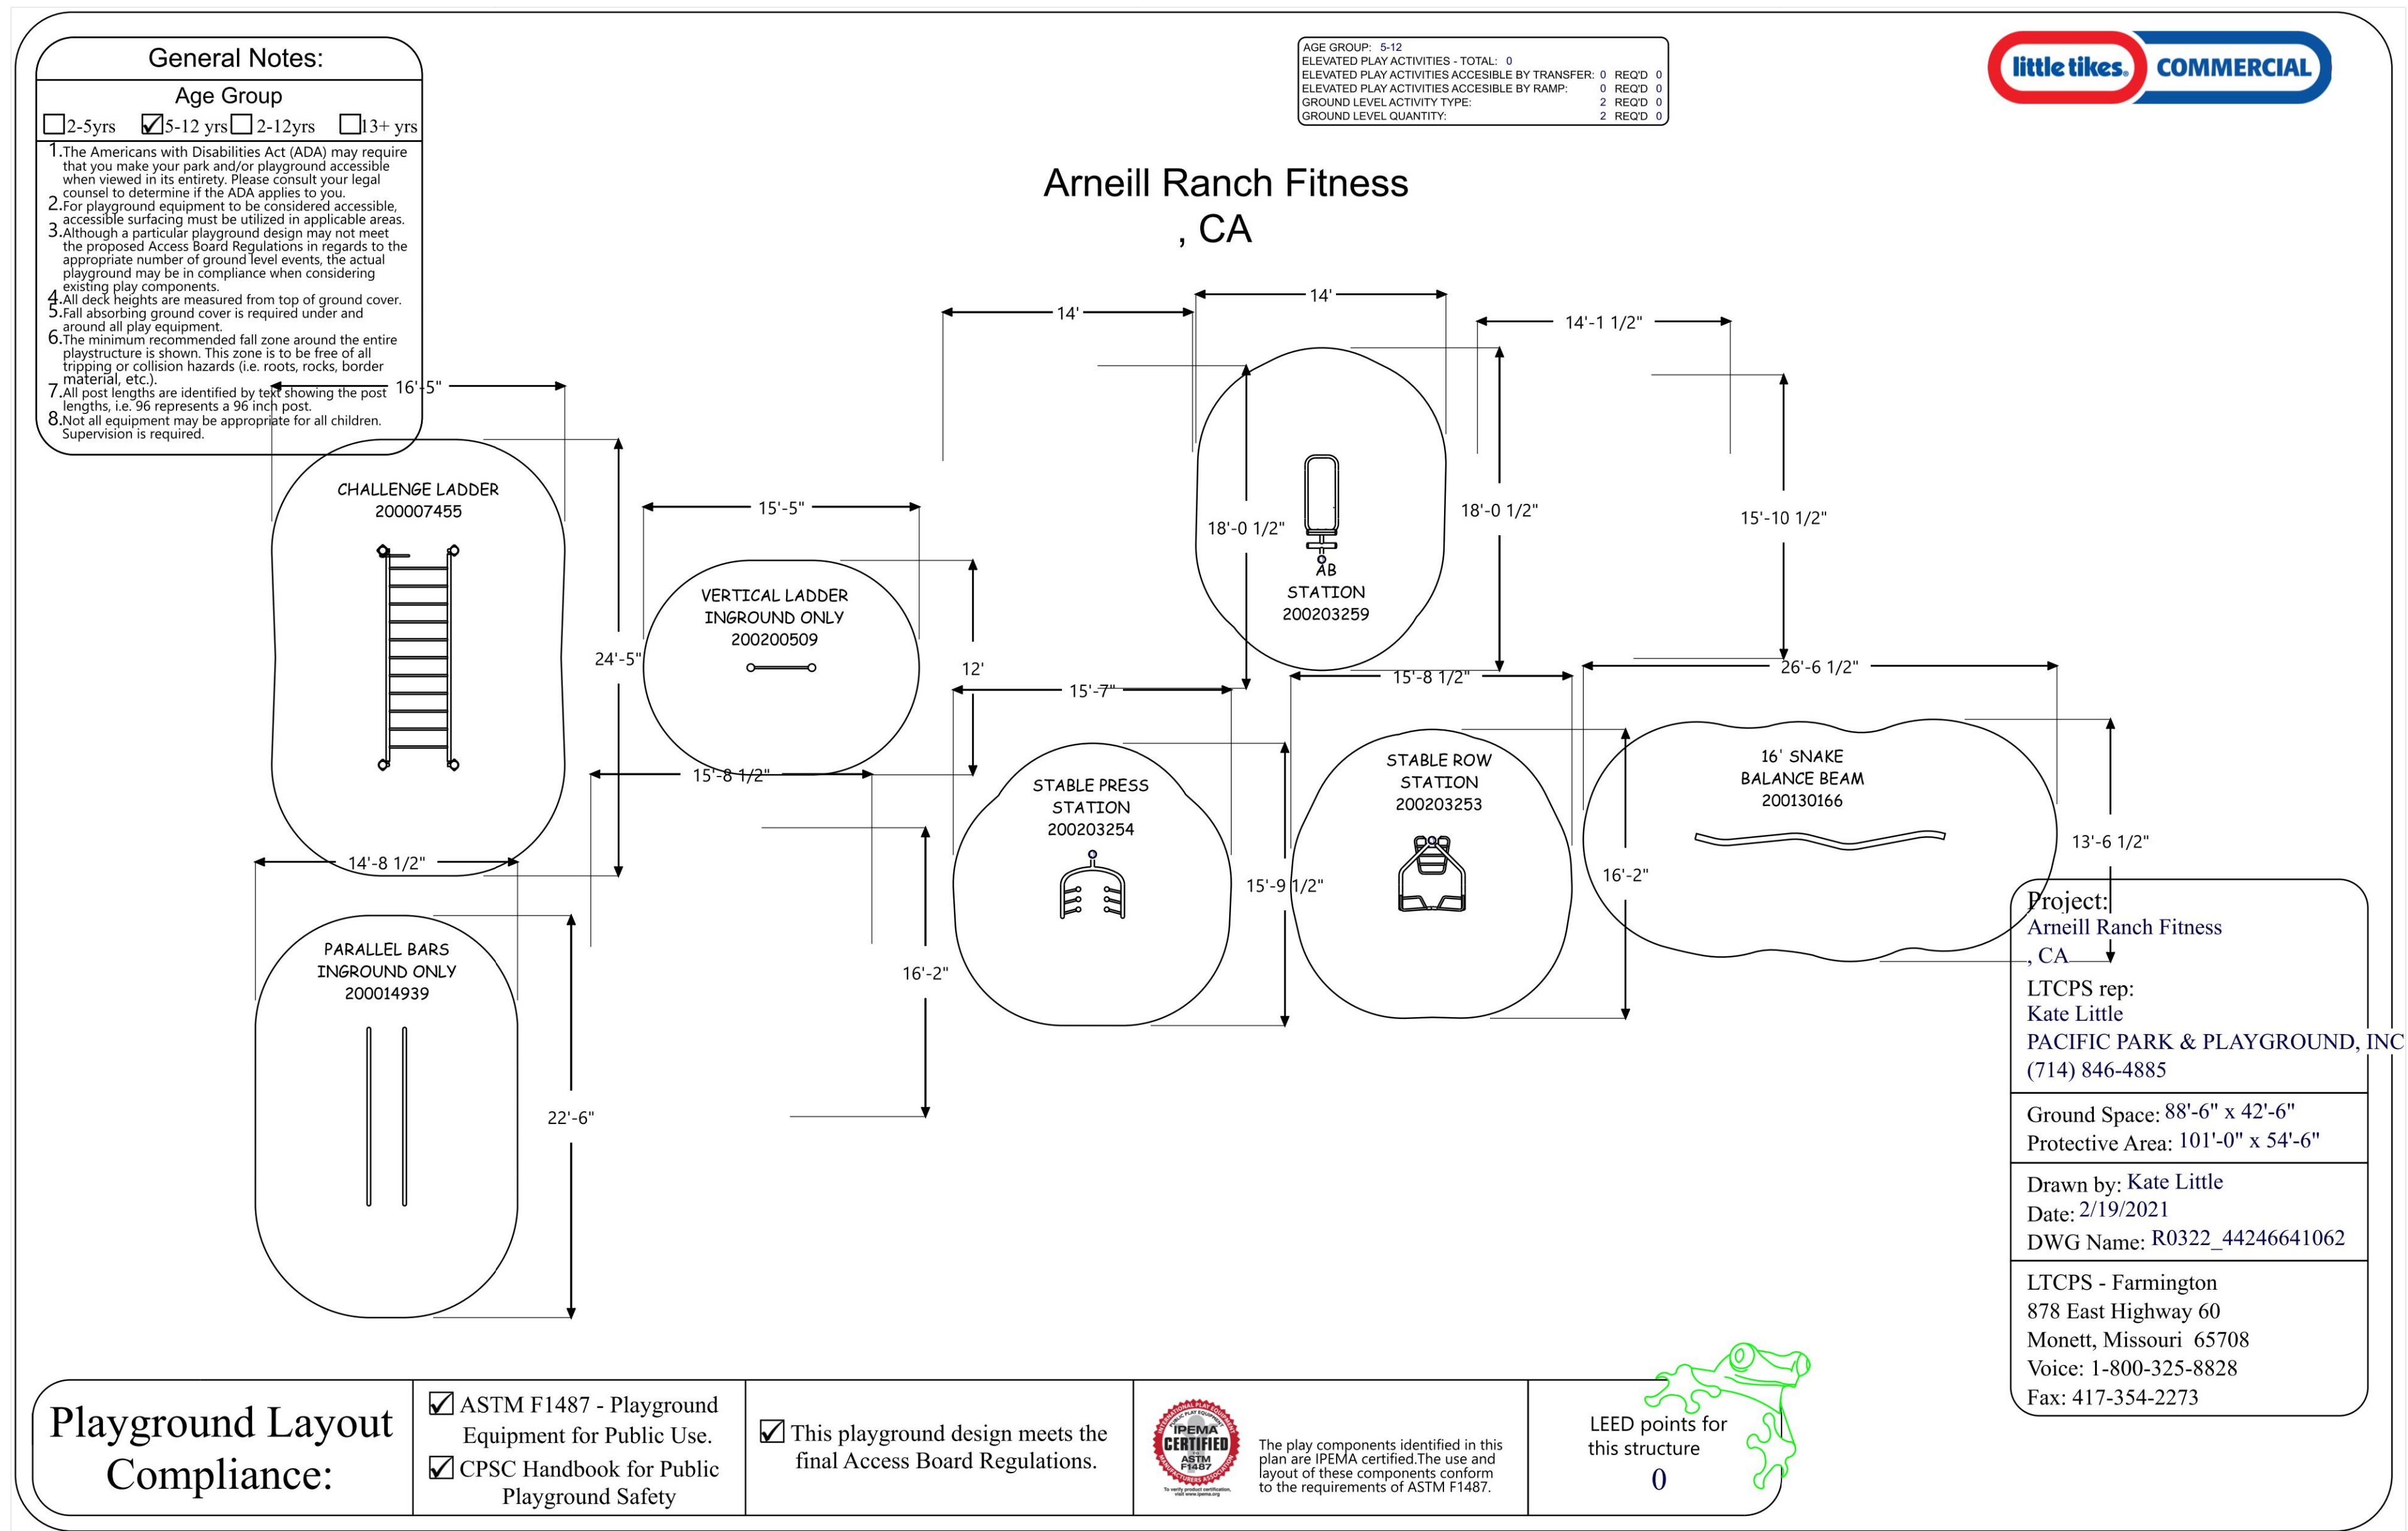 General Notes:
Age Group
2-5yrs 5-12 yrs 2-12yrs 13+ yrs
1.The Americans with Disabilities Act (ADA) may require
that you make your park and/or playground accessible
when viewed in its entirety. Please consult your legal
counsel to determine if the ADA applies to you.
2.For playground equipment to be considered accessible,
accessible surfacing must be utilized in applicable areas.
3.Although a particular playground design may not meet
the proposed Access Board Regulations in regards to the
appropriate number of ground level events, the actual
playground may be in compliance when considering
existing play components.
4.All deck heights are measured from top of ground cover.
5.Fall absorbing ground cover is required under and
around all play equipment.
6.The minimum recommended fall zone around the entire
playstructure is shown. This zone is to be free of all
tripping or collision hazards (i.e. roots, rocks, border
material, etc.).
7.All post lengths are identified by text showing the post
lengths, i.e. 96 represents a 96 inch post.
8.Not all equipment may be appropriate for all children.
Supervision is required.
AGE GROUP: 5-12
ELEVATED PLAY ACTIVITIES - TOTAL: 0
ELEVATED PLAY ACTIVITIES ACCESIBLE BY TRANSFER: 0 REQ'D 0
ELEVATED PLAY ACTIVITIES ACCESIBLE BY RAMP: 0 REQ'D 0
GROUND LEVEL ACTIVITY TYPE: 2 REQ'D 0
GROUND LEVEL QUANTITY: 2 REQ'D 0
little tikes® COMMERCIAL
Arneill Ranch Fitness
, CA
14'
14'
14'-1 1/2"
16'-5"
CHALLENGE LADDER
200007455
24'-5"
15'-5"
VERTICAL LADDER
INGROUND ONLY
200200509
12'
18'-0 1/2"
18'-0 1/2"
AB
STATION
200203259
15'-10 1/2"
15'-7"
15'-8 1/2"
26'-6 1/2"
15'-8 1/2"
STABLE PRESS
STATION
200203254
15'-9 1/2"
STABLE ROW
STATION
200203253
16'-2"
16' SNAKE
BALANCE BEAM
200130166
13'-6 1/2"
14'-8 1/2"
PARALLEL BARS
INGROUND ONLY
200014939
22'-6"
16'-2"
Project:
Arneill Ranch Fitness
, CA
LTCPS rep:
Kate Little
PACIFIC PARK & PLAYGROUND, INC
(714) 846-4885
Ground Space: 88'-6" x 42'-6"
Protective Area: 101'-0" x 54'-6"
Drawn by: Kate Little
Date: 2/19/2021
DWG Name: R0322_44246641062
LTCPS - Farmington
878 East Highway 60
Monett, Missouri 65708
Voice: 1-800-325-8828
Fax: 417-354-2273
Playground Layout
Compliance:
ASTM F1487 - Playground
Equipment for Public Use.
CPSC Handbook for Public
Playground Safety
This playground design meets the
final Access Board Regulations.
INTERNATIONAL PLAY EQUIPMENT
MANUFACTURERS ASSOCIATION
PUBLIC PLAY EQUIPMENT
IPEMA
CERTIFIED
TO
ASTM
F1487
To verify product certification,
visit www.ipema.org
The play components identified in this
plan are IPEMA certified.The use and
layout of these components conform
to the requirements of ASTM F1487.
LEED points for
this structure
0